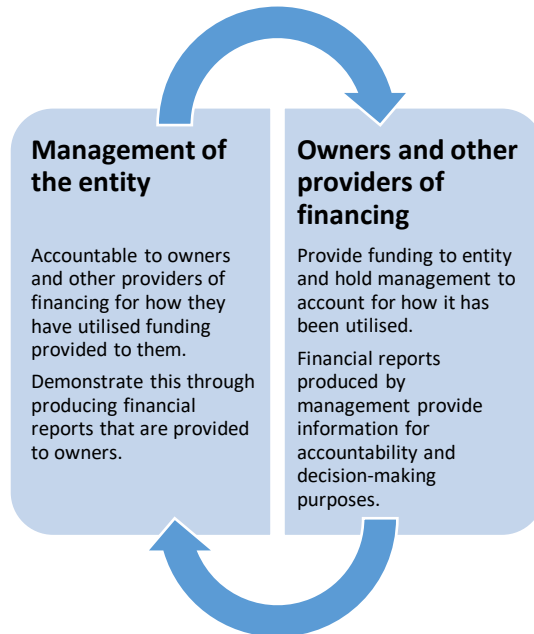 Management of
the entity
Accountable to owners
and other providers of
financing for how they
have utilised funding
provided to them.
Demonstrate this through
producing financial
reports that are provided
to owners.
Owners and other
providers of
financing
Provide funding to entity
and hold management to
account for how it has
been utilised.
Financial reports
produced by
management provide
information for
accountability and
decision-making
purposes.